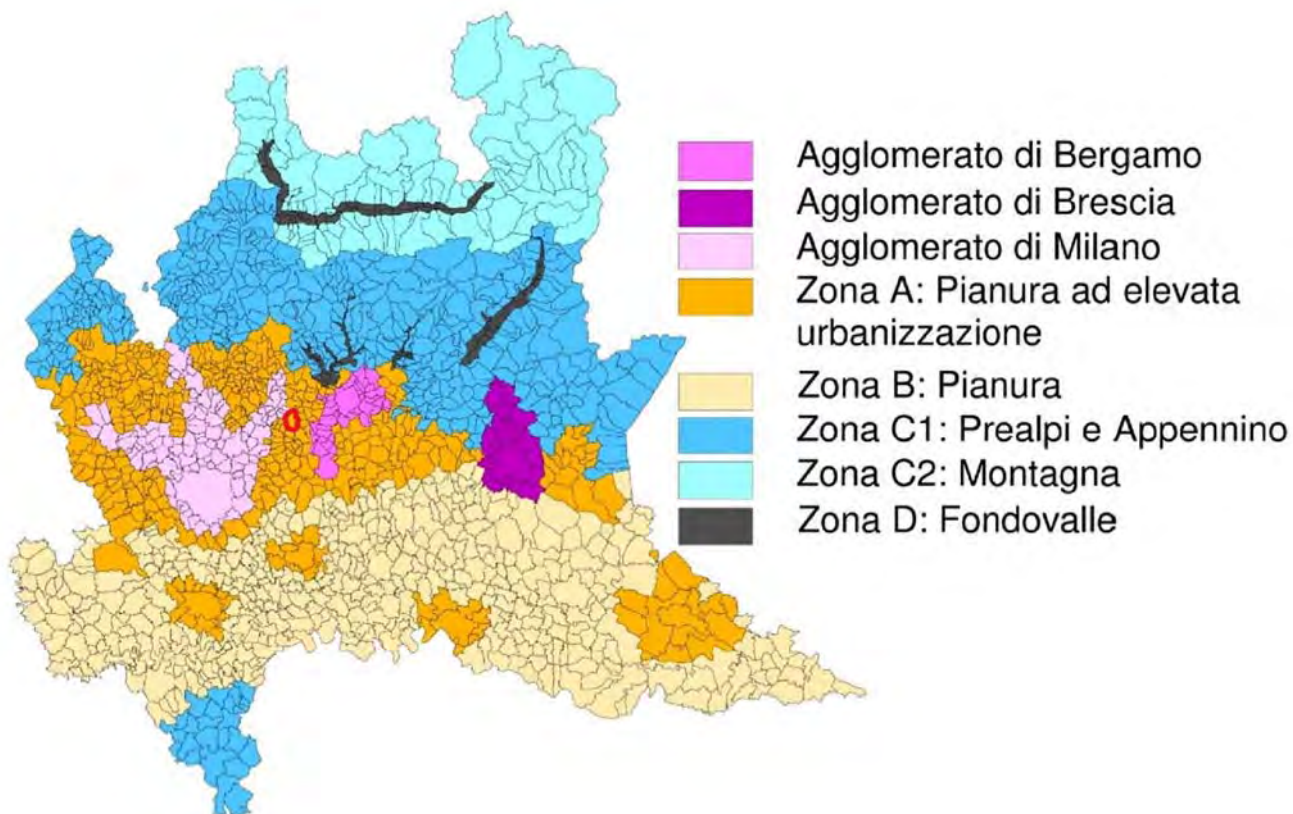 Agglomerato di Bergamo
Agglomerato di Brescia
Agglomerato di Milano
Zona A: Pianura ad elevata
urbanizzazione
Zona B: Pianura
Zona C1: Prealpi e Appennino
Zona C2: Montagna
Zona D: Fondovalle